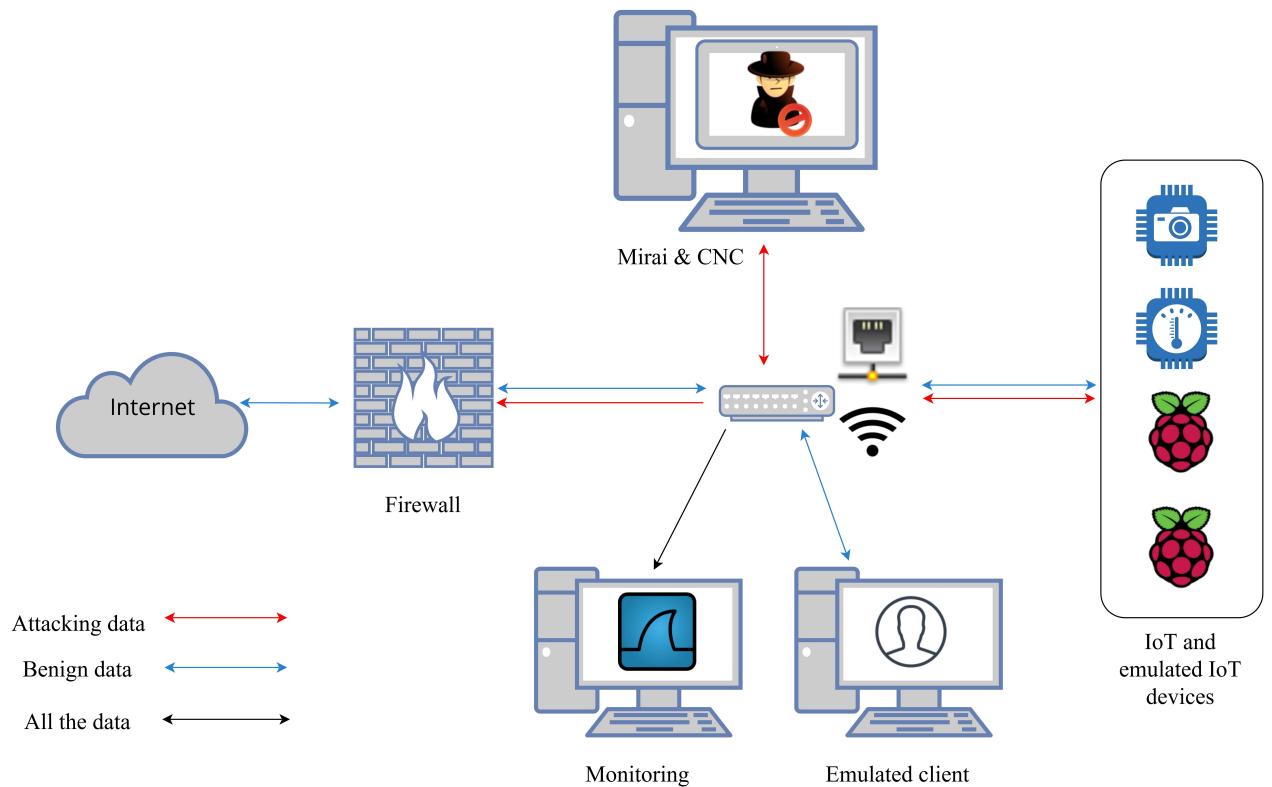 Mirai & CNC
Internet
Firewall
Attacking data
Benign data
All the data
IoT and
emulated IoT
devices
Monitoring
Emulated client